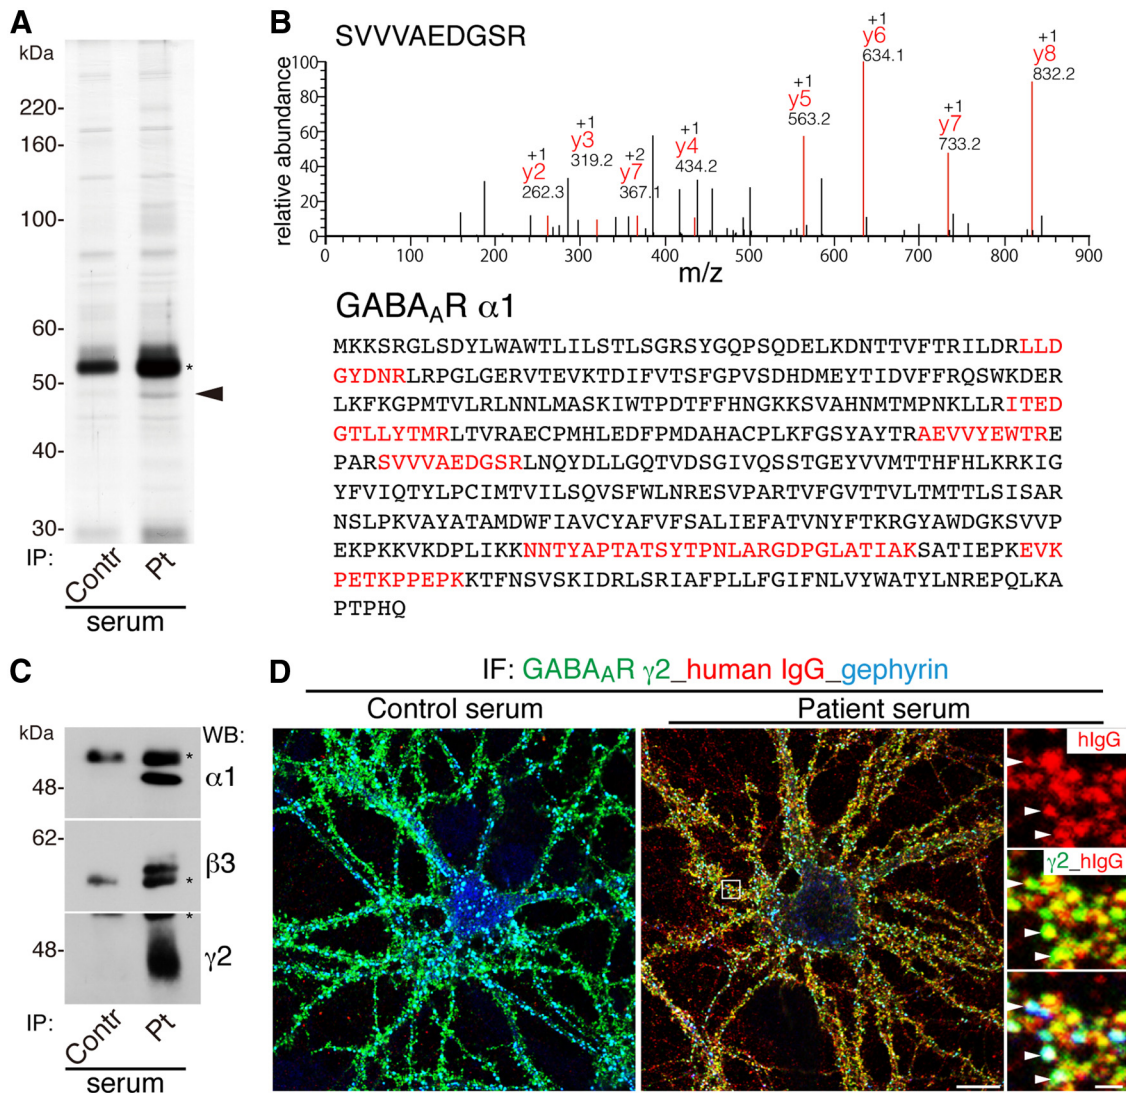 A
kDa
220-
160-
100-
60-
50-
*
40-
30-
IP:
Contr
Pt
serum
B
SVVVAEDGSR
relative abundance
100
80
60
40
20
0
+1
y2
262.3
+1
y3
319.2
+2
y7
367.1
+1
y4
434.2
+1
y5
563.2
+1
y6
634.1
+1
y7
733.2
+1
y8
832.2
0 100 200 300 400 500 600 700 800 900
m/z
GABAAR α1
MKKSRGLSDYLWAWTLILSTLSGRSYGQPSQDELKDNTTVFTRILDRLLD
GYDNRLRPGLGERVTEVKTDIFVTSFGPVSDHDMEYTIDVFFRQSWKDER
LKFKGPMTVLRLNNLMASKIWTPDTFFHNGKKSVAHNMTMPNKLLRITED
GTLLYTMRLTVRAECPMHLEDFPMDAHACPLKFGSYAYTRAEVVYEWTRE
PARSVVVAEDGSRLNQYDLLGQTVDSGIVQSSTGEYVVMTTHFHLKRKIG
YFVIQTYLPCIMTVILSQVSFWLNRESVPARTVFGVTTVLTMTTLSISAR
NSLPKVAYATAMDWFIAVCYAFVFSALIEFATVNYFTKRGYAWDGKSVVP
EKPKKVKDPLIKKNNTYAPTATSYTPNLARGDPGLATIAKSATIEPKEVK
PETKPPEPKKTFNSVSKIDRLSRIAFPLLFGIFNLVYWATYLNREPQLKA
PTPHQ
C
kDa
WB:
*
α1
48-
62-
β3
*
*
48-
γ2
IP:
Contr
Pt
serum
D
IF: GABAAR γ2_human IgG_gephyrin
Control serum
Patient serum
hIgG
γ2_hIgG